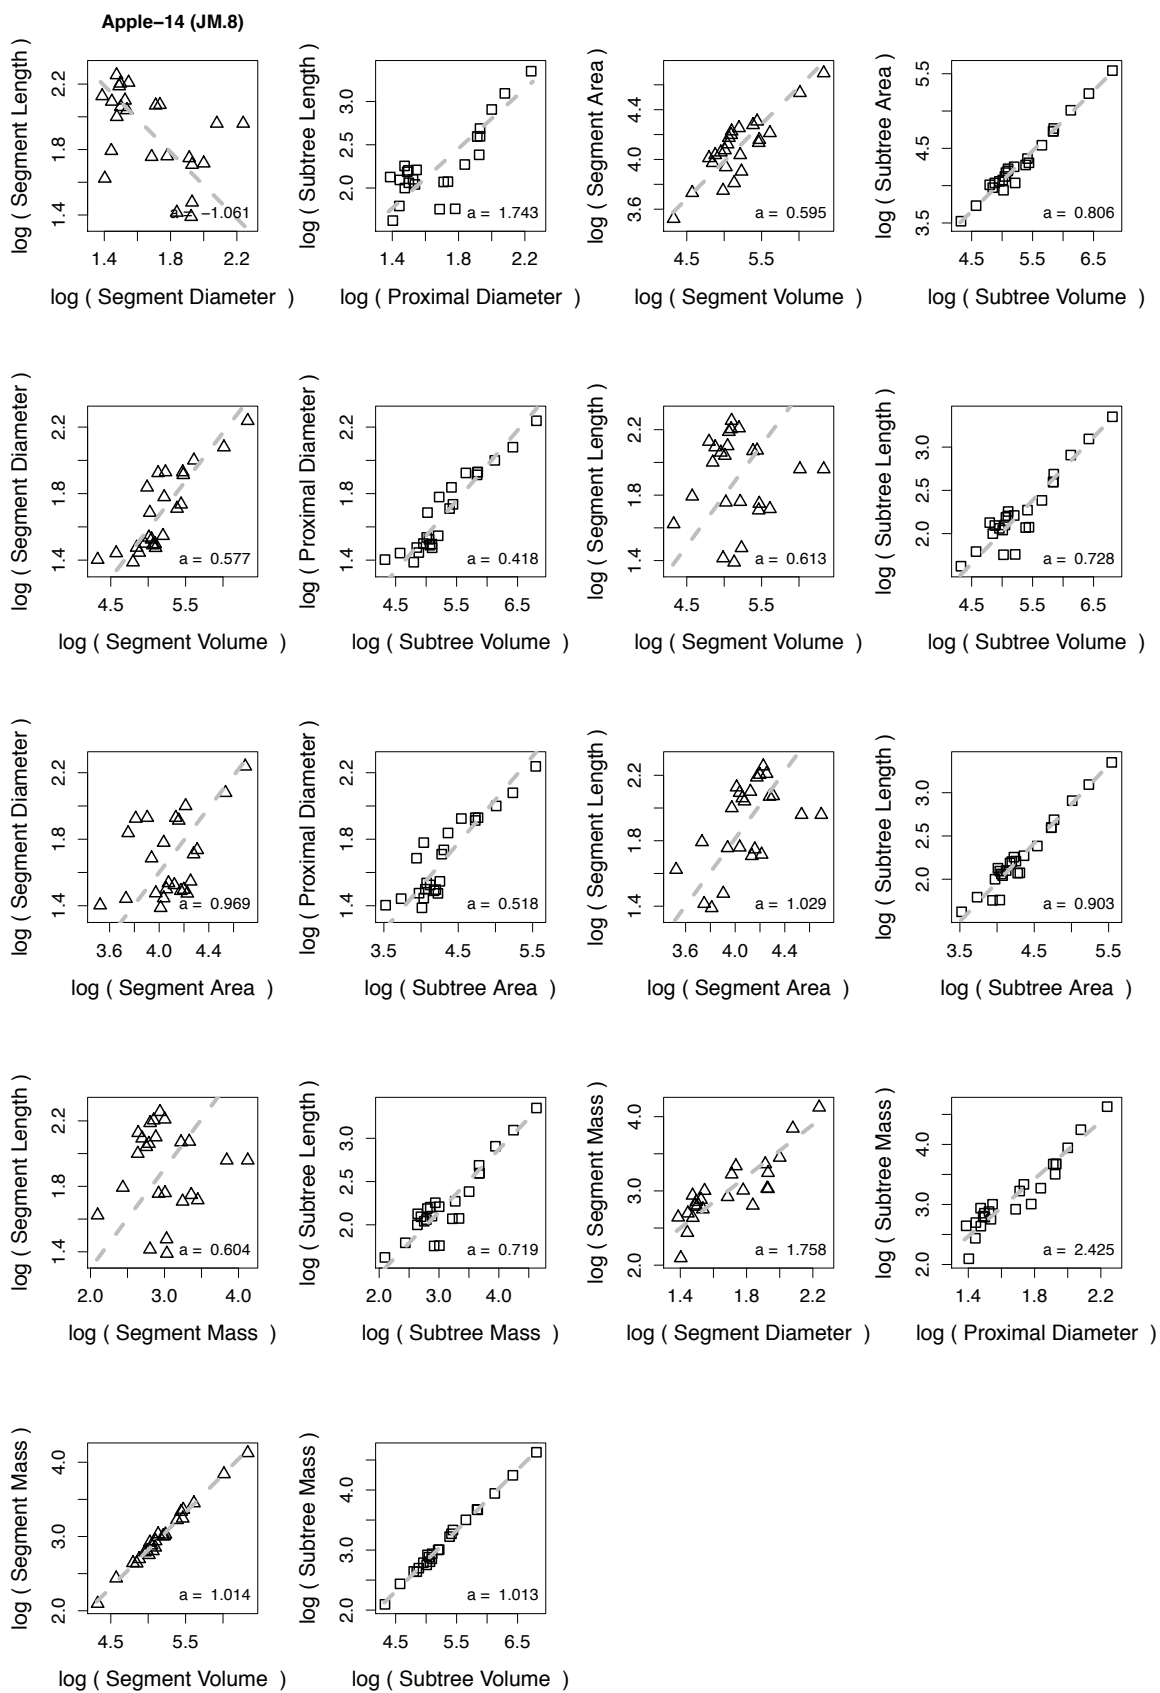 Apple−14 (JM.8)
log ( Segment Length )
1.4 1.8 2.2
a = −1.061
1.4 1.8 2.2
log ( Segment Diameter )
log ( Subtree Length )
2.0 2.5 3.0
a = 1.743
1.4 1.8 2.2
log ( Proximal Diameter )
log ( Segment Area )
3.6 4.0 4.4
a = 0.595
4.5 5.5
log ( Segment Volume )
log ( Subtree Area )
3.5 4.5 5.5
a = 0.806
4.5 5.5 6.5
log ( Subtree Volume )
log ( Segment Diameter )
1.4 1.8 2.2
a = 0.577
4.5 5.5
log ( Segment Volume )
log ( Proximal Diameter )
1.4 1.8 2.2
a = 0.418
4.5 5.5 6.5
log ( Subtree Volume )
log ( Segment Length )
1.4 1.8 2.2
a = 0.613
4.5 5.5
log ( Segment Volume )
log ( Subtree Length )
2.0 2.5 3.0
a = 0.728
4.5 5.5 6.5
log ( Subtree Volume )
log ( Segment Diameter )
1.4 1.8 2.2
a = 0.969
3.6 4.0 4.4
log ( Segment Area )
log ( Proximal Diameter )
1.4 1.8 2.2
a = 0.518
3.5 4.5 5.5
log ( Subtree Area )
log ( Segment Length )
1.4 1.8 2.2
a = 1.029
3.6 4.0 4.4
log ( Segment Area )
log ( Subtree Length )
2.0 2.5 3.0
a = 0.903
3.5 4.5 5.5
log ( Subtree Area )
log ( Segment Length )
1.4 1.8 2.2
a = 0.604
2.0 3.0 4.0
log ( Segment Mass )
log ( Subtree Length )
2.0 2.5 3.0
a = 0.719
2.0 3.0 4.0
log ( Subtree Mass )
log ( Segment Mass )
2.0 3.0 4.0
a = 1.758
1.4 1.8 2.2
log ( Segment Diameter )
log ( Subtree Mass )
2.0 3.0 4.0
a = 2.425
1.4 1.8 2.2
log ( Proximal Diameter )
log ( Segment Mass )
2.0 3.0 4.0
a = 1.014
4.5 5.5
log ( Segment Volume )
log ( Subtree Mass )
2.0 3.0 4.0
a = 1.013
4.5 5.5 6.5
log ( Subtree Volume )